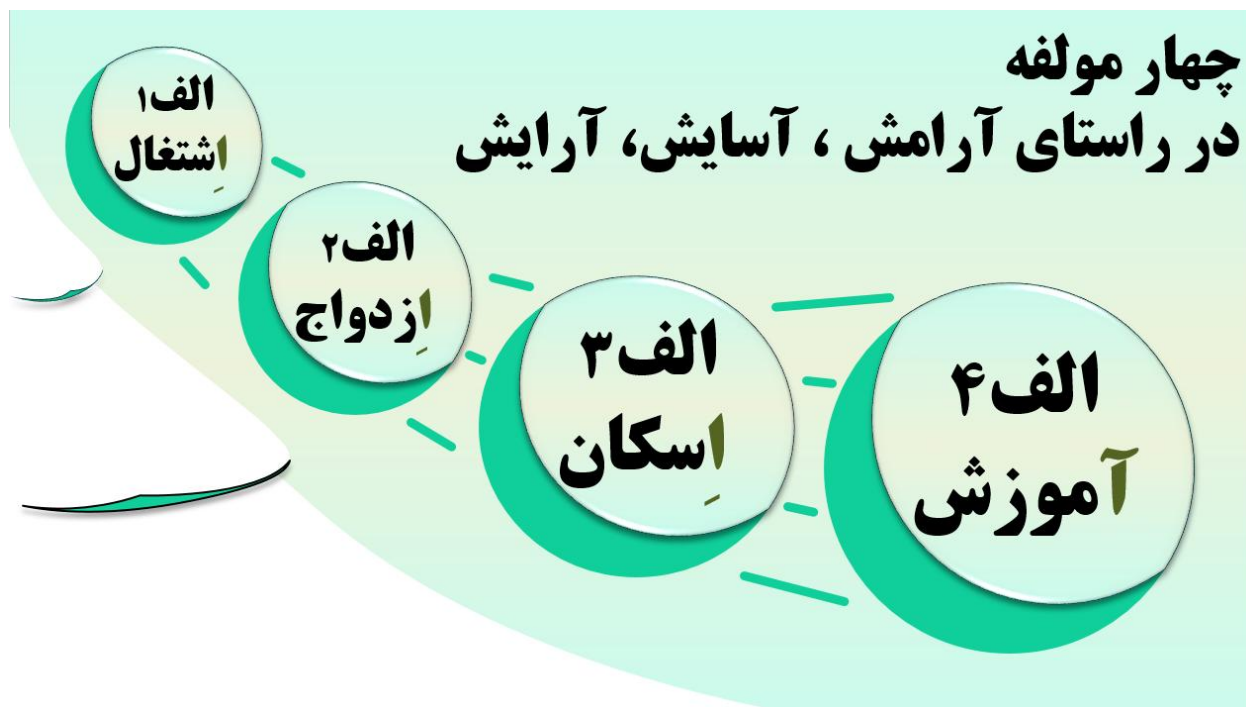 چهار مولفه
در راستای آرامش ، آسایش، آرایش
الف۱
اِشتغال
الف۲
اِزدواج
الف۳
اِسکان
الف۴
آموزش